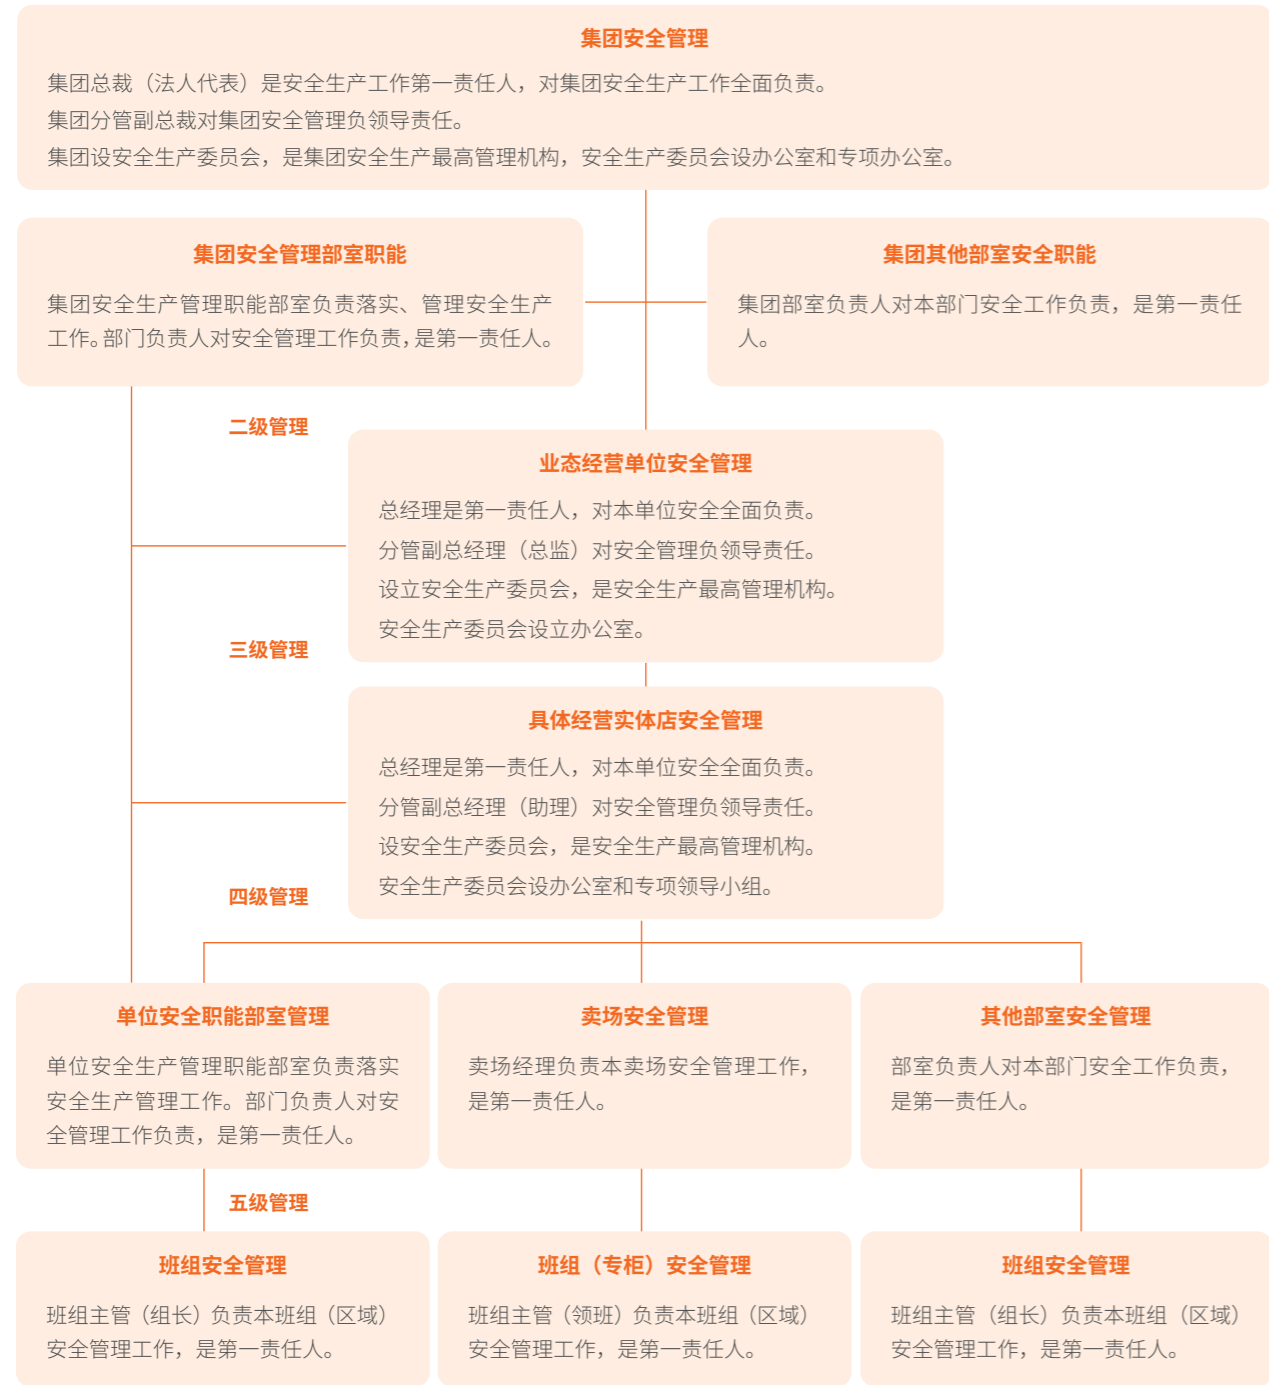 集团安全管理
集团总裁（法人代表）是安全生产工作第一责任人，对集团安全生产工作全面负责。
集团分管副总裁对集团安全管理负领导责任。
集团设安全生产委员会，是集团安全生产最高管理机构，安全生产委员会设办公室和专项办公室。
集团安全管理部室职能
集团安全生产管理职能部室负责落实、管理安全生产
工作。部门负责人对安全管理工作负责，是第一责任人。
集团其他部室安全职能
集团部室负责人对本部门安全工作负责，是第一责任
人。
二级管理
业态经营单位安全管理
总经理是第一责任人，对本单位安全全面负责。
分管副总经理（总监）对安全管理负领导责任。
设立安全生产委员会，是安全生产最高管理机构。
安全生产委员会设立办公室。
三级管理
具体经营实体店安全管理
总经理是第一责任人，对本单位安全全面负责。
分管副总经理（助理）对安全管理负领导责任。
设安全生产委员会，是安全生产最高管理机构。
安全生产委员会设办公室和专项领导小组。
四级管理
单位安全职能部室管理
单位安全生产管理职能部室负责落实
安全生产管理工作。部门负责人对安
全管理工作负责，是第一责任人。
卖场安全管理
卖场经理负责本卖场安全管理工作，
是第一责任人。
其他部室安全管理
部室负责人对本部门安全工作负责，
是第一责任人。
五级管理
班组安全管理
班组主管（组长）负责本班组（区域）
安全管理工作，是第一责任人。
班组（专柜）安全管理
班组主管（领班）负责本班组（区域）
安全管理工作，是第一责任人。
班组安全管理
班组主管（组长）负责本班组（区域）
安全管理工作，是第一责任人。